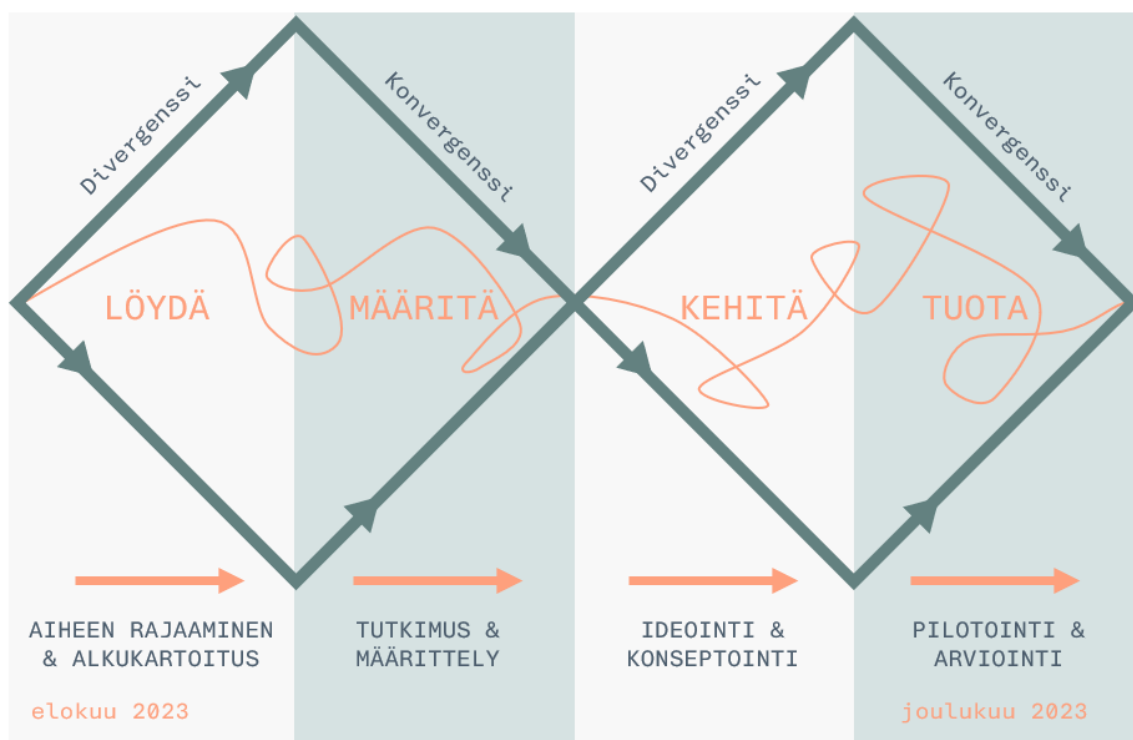 Divergenssi
Konvergenssi
Divergenssi
Konvergenssi
LÖYDÄ
MÄÄRITÄ
KEHITÄ
TUOTA
AIHEEN RAJAAMINEN
& ALKUKARTOITUS
TUTKIMUS &
MÄÄRITTELY
IDEOINTI &
KONSEPTOINTI
PILOTOINTI &
ARVIOINTI
elokuu 2023
joulukuu 2023